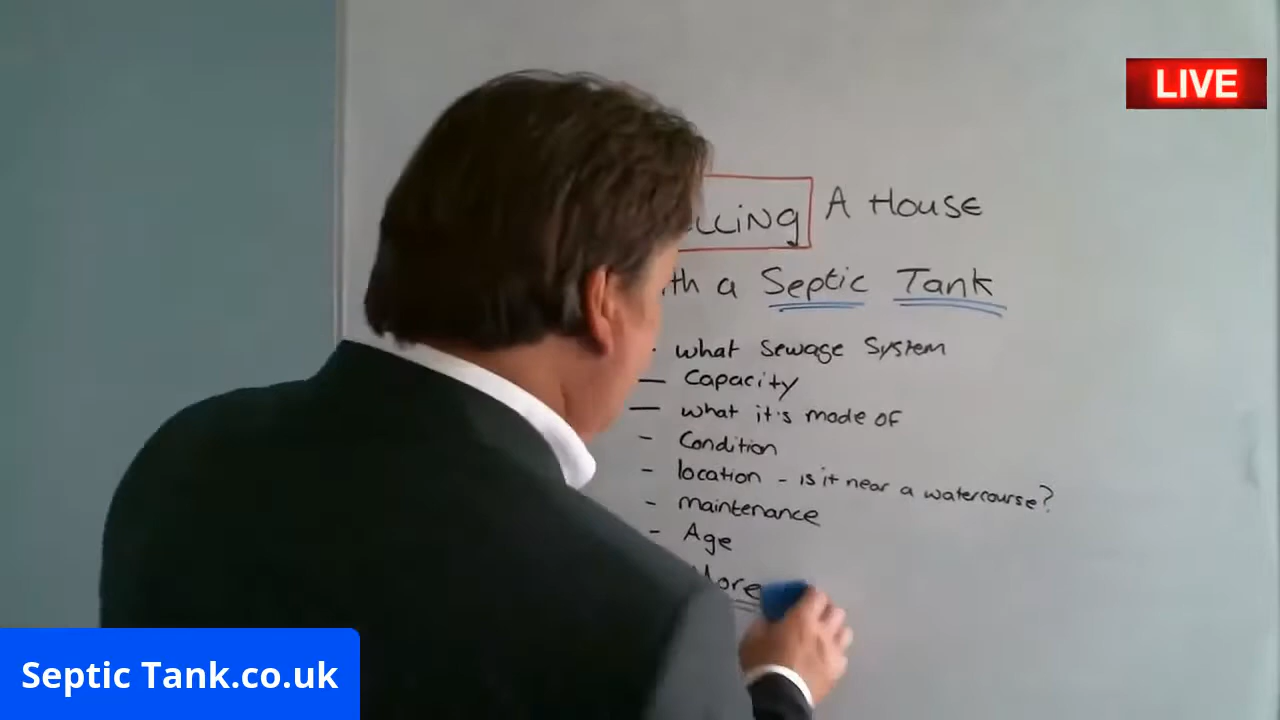 LIVE
A House
a Septic Tank
- what Sewage System
— Capacity
— what it's made of
- Condition
- location - is it near a watercourse?
- maintenance
- Age
Septic Tank.co.uk